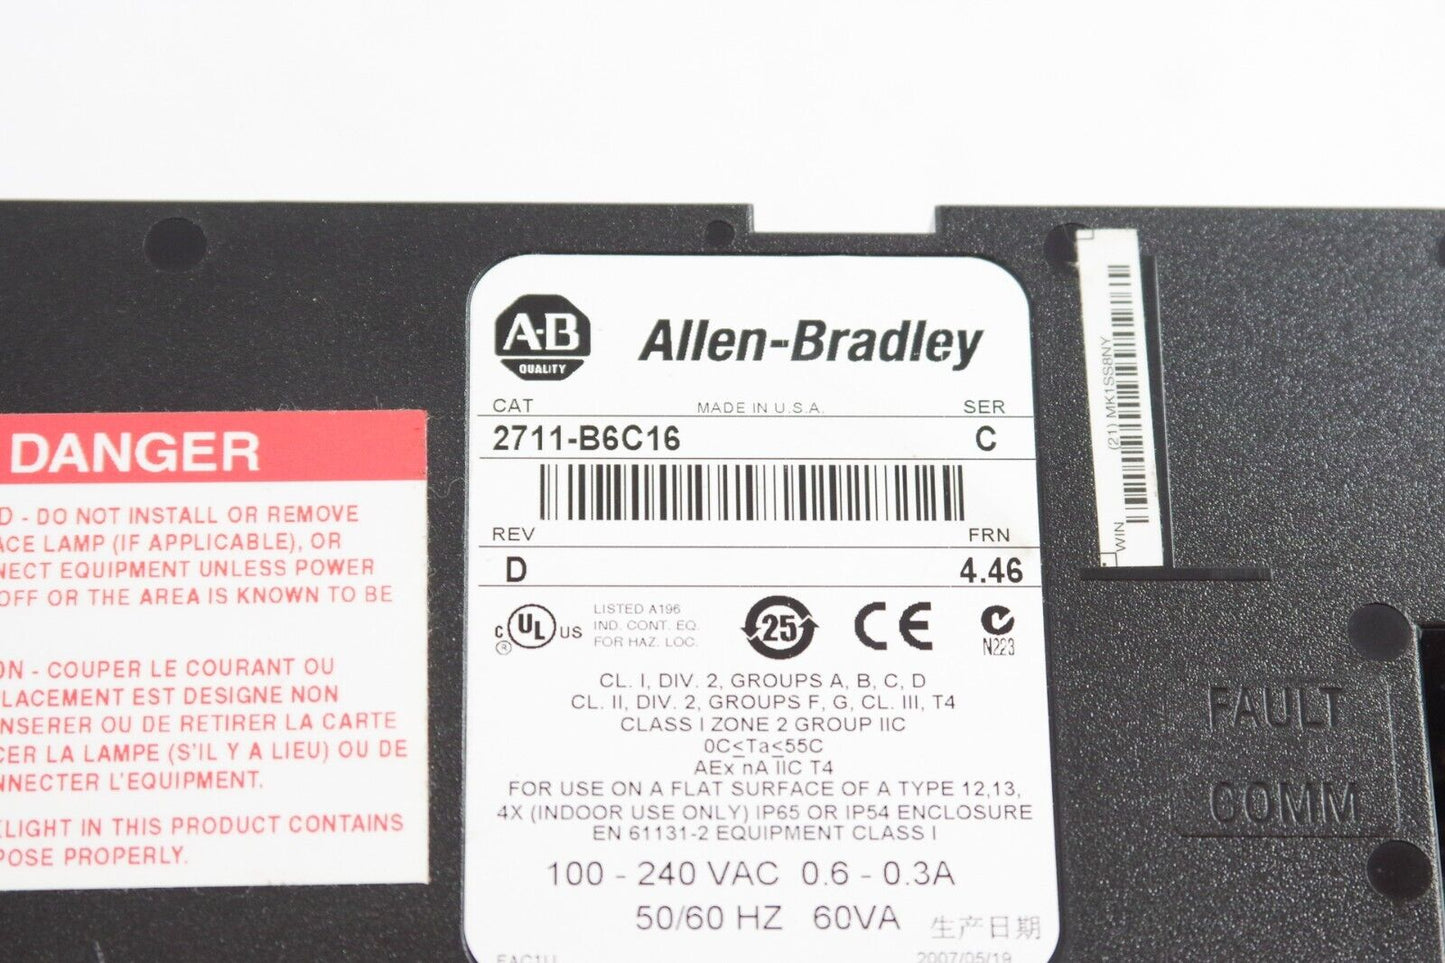 A-B
QUALITY
Allen-Bradley
CAT MADE IN U.S.A. SER
2711-B6C16 C
REV FRN
D 4.46
C UL US
LISTED A196
IND. CONT. EQ.
FOR HAZ. LOC.
25
CE
N223
CL. I, DIV. 2, GROUPS A, B, C, D
CL. II, DIV. 2, GROUPS F, G, CL. III, T4
CLASS I ZONE 2 GROUP IIC
0C≤Ta≤55C
AEx nA IIC T4
FOR USE ON A FLAT SURFACE OF A TYPE 12,13,
4X (INDOOR USE ONLY) IP65 OR IP54 ENCLOSURE
EN 61131-2 EQUIPMENT CLASS I
100 - 240 VAC 0.6 - 0.3A
50/60 HZ 60VA
生产日期
2007/05/19
EAC1U
DANGER
D - DO NOT INSTALL OR REMOVE
ACE LAMP (IF APPLICABLE), OR
NECT EQUIPMENT UNLESS POWER
OFF OR THE AREA IS KNOWN TO BE
ON - COUPER LE COURANT OU
LACEMENT EST DESIGNE NON
INSERER OU DE RETIRER LA CARTE
CER LA LAMPE (S'IL Y A LIEU) OU DE
NNECTER L'EQUIPEMENT.
LIGHT IN THIS PRODUCT CONTAINS
POSE PROPERLY.
(21) MK1SS8NY
WIN
FAULT
COMM